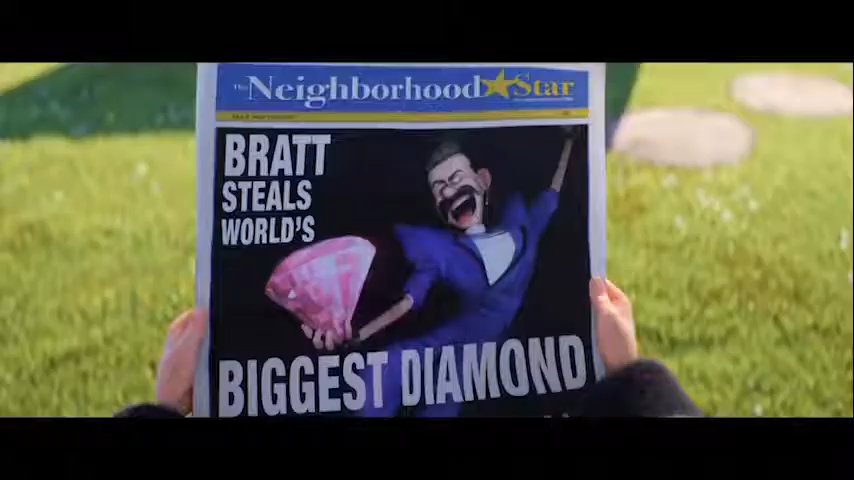 The Neighborhood Star
BRATT
STEALS
WORLD'S
BIGGEST DIAMOND